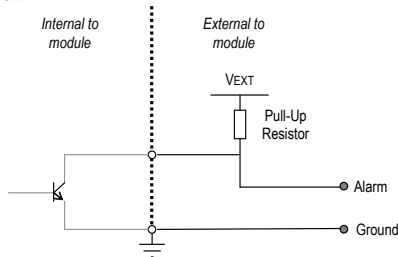 Internal to
module
External to
module
VEXT
Pull-Up
Resistor
Alarm
Ground